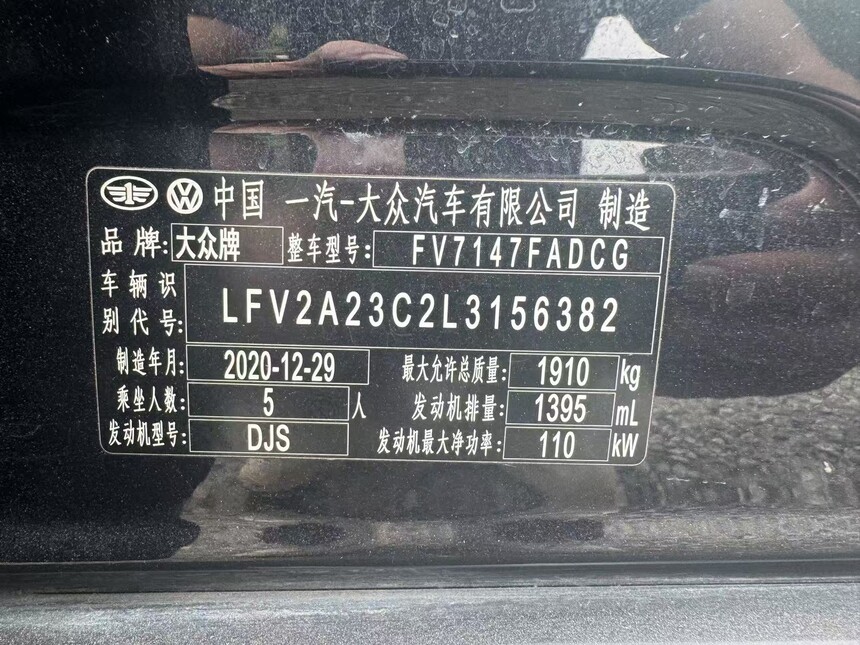 中国 一汽-大众汽车有限公司 制造
品牌: 大众牌 整车型号: FV7147FADCG
车辆识别代号: LFV2A23C2L3156382
制造年月: 2020-12-29 最大允许总质量: 1910 kg
乘坐人数: 5 人 发动机排量: 1395 mL
发动机型号: DJS 发动机最大净功率: 110 kW